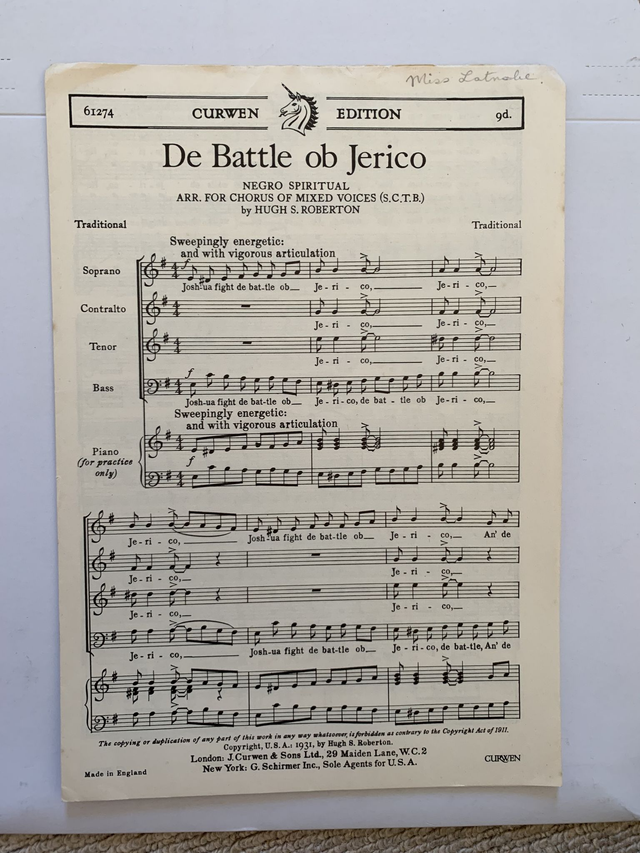 Miss
61274 CURWEN EDITION 9d.
De Battle ob Jerico
NEGRO SPIRITUAL
ARR. FOR CHORUS OF MIXED VOICES (S.C.T.B.)
by HUGH S. ROBERTON
Traditional Traditional
Sweepingly energetic:
and with vigorous articulation
Soprano f
Josh-ua fight de bat-tle ob Je - ri - co, Je - ri - co,
Contralto
Je - ri - co, Je - ri - co,
Tenor
Je - ri - co, Je - ri - co,
Bass f
Josh-ua fight de bat-tle ob Je - ri - co, de bat - tle ob Je - ri - co,
Sweepingly energetic:
and with vigorous articulation
Piano
(for practice
only) f
Je - ri - co, Josh-ua fight de bat-tle ob Je - ri - co, An' de
Je - ri - co, Je - ri - co,
Je - ri - co, Je - ri - co,
Je - ri - co, Josh-ua fight de bat-tle ob Je - ri - co, de bat-tle, An' de
The copying or duplication of any part of this work in any way whatsoever, is forbidden as contrary to the Copyright Act of 1911.
Copyright, U.S.A.: 1931, by Hugh S. Roberton.
London: J. Curwen & Sons Ltd., 29 Maiden Lane, W.C. 2
New York: G. Schirmer Inc., Sole Agents for U.S.A.
Made in England CURWEN